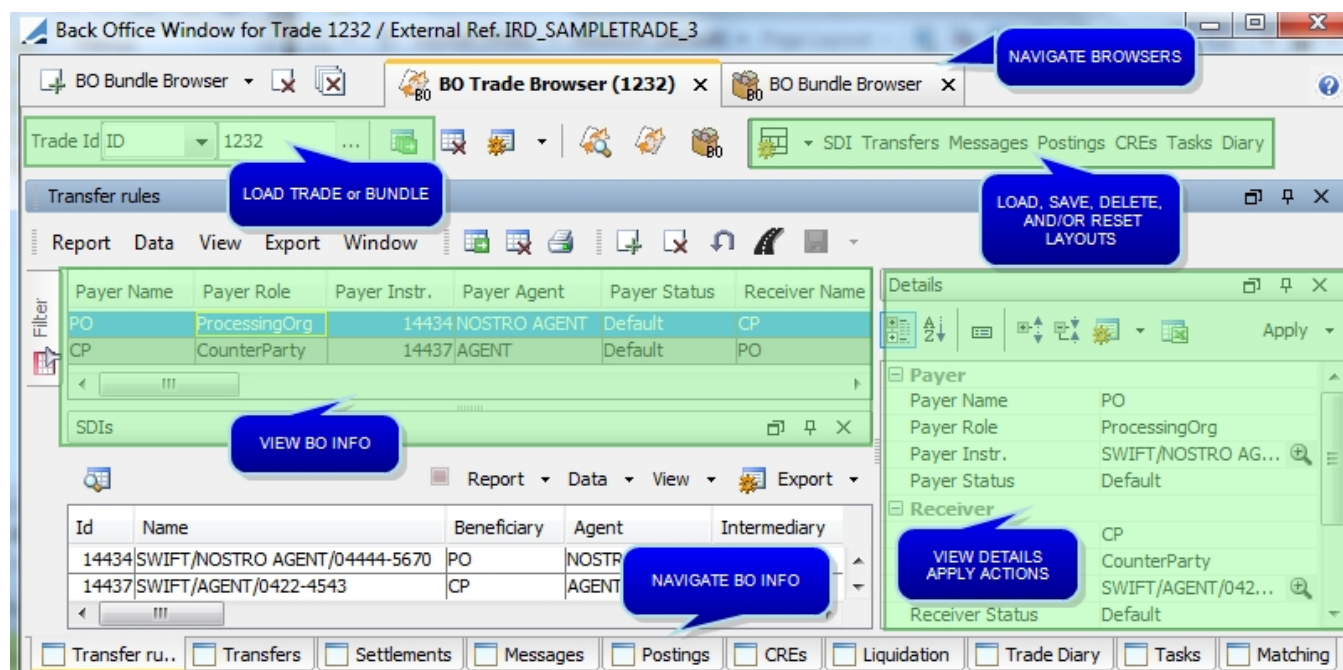 Back Office Window for Trade 1232 / External Ref. IRD_SAMPLETRADE_3
NAVIGATE BROWSERS
BO Bundle Browser
BO Trade Browser (1232)
BO Bundle Browser
Trade Id ID 1232 ...
BO
SDI Transfers Messages Postings CREs Tasks Diary
LOAD TRADE or BUNDLE
LOAD, SAVE, DELETE,
AND/OR RESET
LAYOUTS
Transfer rules
Report Data View Export Window
Filter
Payer Name Payer Role Payer Instr. Payer Agent Payer Status Receiver Name
PO ProcessingOrg 14434 NOSTRO AGENT Default CP
CP CounterParty 14437 AGENT Default PO
SDIs
VIEW BO INFO
Report Data View Export
Id Name Beneficiary Agent Intermediary
14434 SWIFT/NOSTRO AGENT/04444-5670 PO NOSTR
14437 SWIFT/AGENT/0422-4543 CP AGENT
NAVIGATE BO INFO
Details
Apply
Payer
Payer Name PO
Payer Role ProcessingOrg
Payer Instr. SWIFT/NOSTRO AG...
Payer Status Default
Receiver
CP
CounterParty
SWIFT/AGENT/042...
Receiver Status Default
VIEW DETAILS
APPLY ACTIONS
Transfer ru.. Transfers Settlements Messages Postings CREs Liquidation Trade Diary Tasks Matching